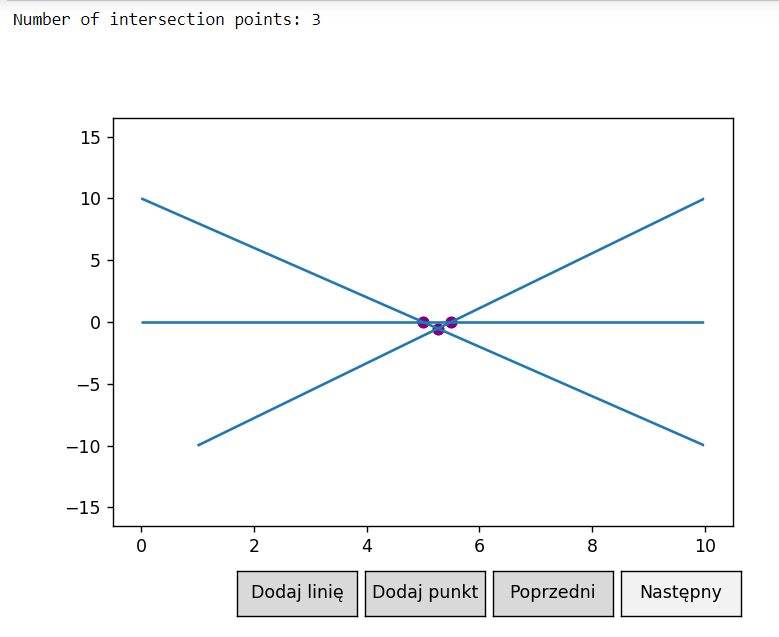 Number of intersection points: 3
15
10
5
0
−5
−10
−15
0 2 4 6 8 10
Dodaj linię Dodaj punkt Poprzedni Następny